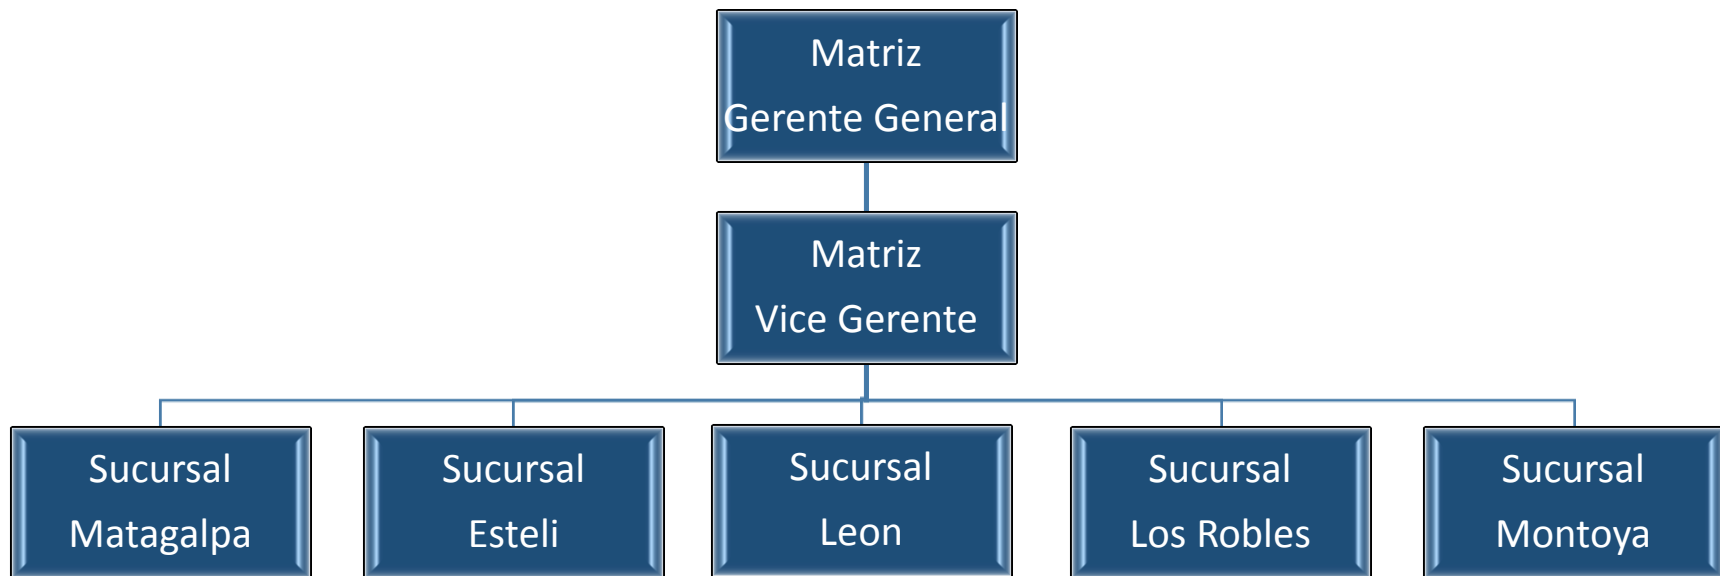 Matriz
Gerente General
Matriz
Vice Gerente
Sucursal
Matagalpa
Sucursal
Esteli
Sucursal
Leon
Sucursal
Los Robles
Sucursal
Montoya